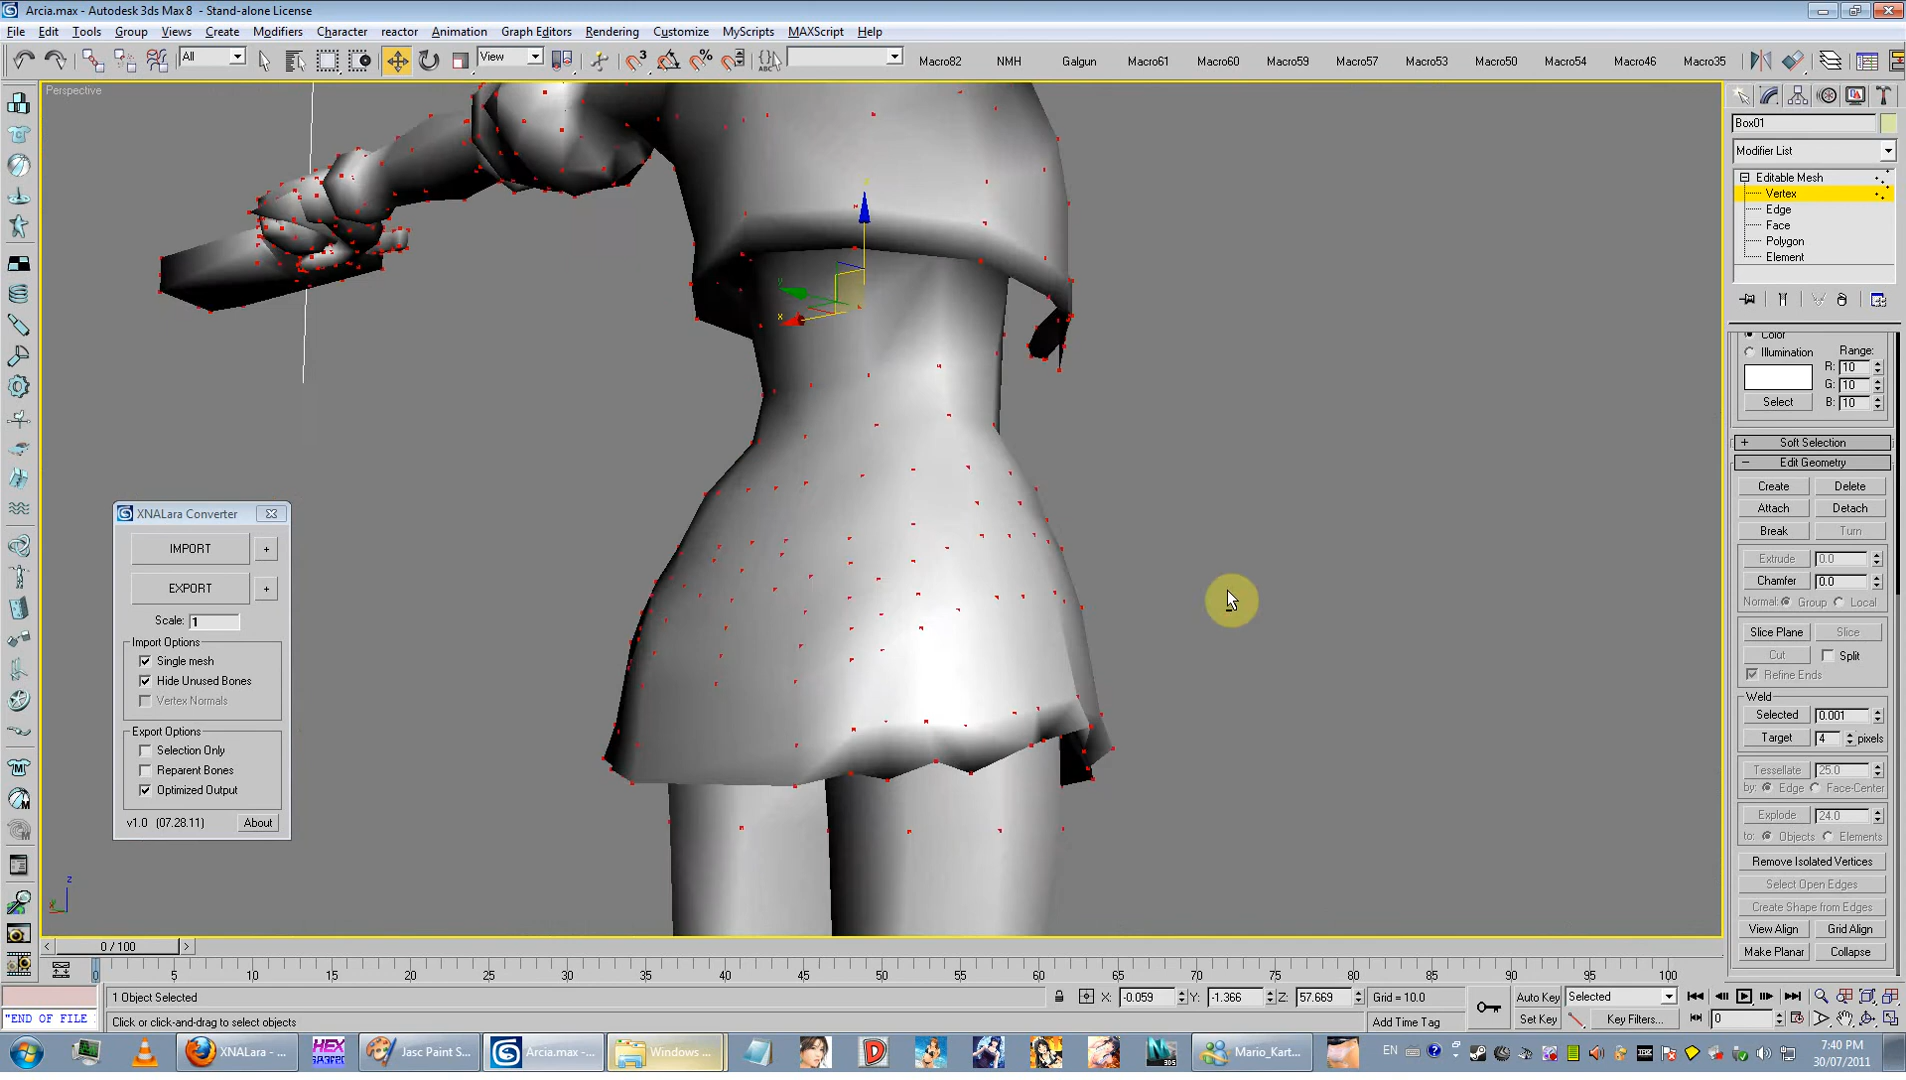 Arcia.max - Autodesk 3ds Max 8 - Stand-alone License
File Edit Tools Group Views Create Modifiers Character reactor Animation Graph Editors Rendering Customize MyScripts MAXScript Help
All View Macro82 NMH Galgun Macro61 Macro60 Macro59 Macro57 Macro53 Macro50 Macro54 Macro46 Macro35
Perspective
Box01
Modifier List
Editable Mesh
Vertex
Edge
Face
Polygon
Element
Color
Illumination Range:
R: 10
G: 10
Select B: 10
+ Soft Selection
- Edit Geometry
Create Delete
Attach Detach
Break Turn
Extrude 0.0
Chamfer 0.0
Normal: Group Local
Slice Plane Slice
Cut Split
Refine Ends
Weld
Selected 0.001
Target 4 pixels
Tessellate 25.0
by: Edge Face-Center
Explode 24.0
to: Objects Elements
Remove Isolated Vertices
Select Open Edges
Create Shape from Edges
View Align Grid Align
Make Planar Collapse
XNALara Converter
IMPORT +
EXPORT +
Scale: 1
Import Options
Single mesh
Hide Unused Bones
Vertex Normals
Export Options
Selection Only
Reparent Bones
Optimized Output
v1.0 (07.28.11) About
z
x
y
0 / 100
0 5 10 15 20 25 30 35 40 45 50 55 60 65 70 75 80 85 90 95 100
1 Object Selected X: -0.059 Y: -1.366 Z: 57.669 Grid = 10.0 Auto Key Selected
"END OF FILE Click or click-and-drag to select objects Add Time Tag Set Key Key Filters... 0
XNALara - ... HEX Jasc Paint S... Arcia.max -... Windows ... Mario_Kart... EN 7:40 PM
30/07/2011